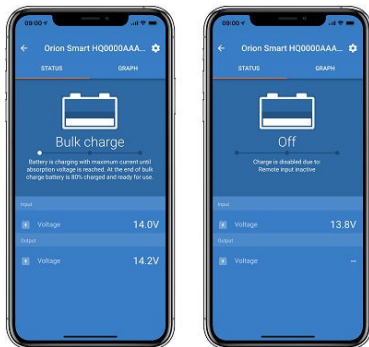 09:00
Orion Smart HQ0000AAA...
STATUS
GRAPH
Bulk charge
Battery is charging with maximum current until
absorption voltage is reached. At the end of bulk
charge battery is 80% charged and ready for use.
Input
Voltage
14.0V
Output
Voltage
14.2V
09:00
Orion Smart HQ0000AAA...
STATUS
GRAPH
Off
Charge is disabled due to:
Remote input inactive
Input
Voltage
13.8V
Output
Voltage
--